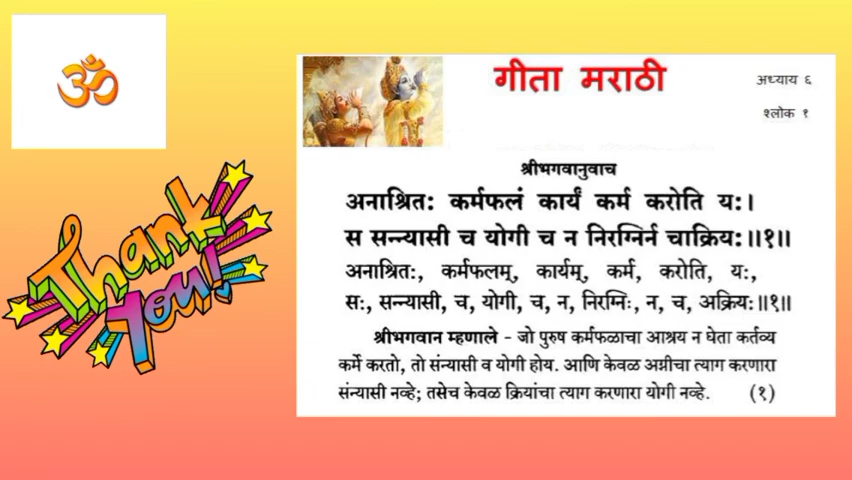 ॐ
Thank
You!
गीता मराठी
अध्याय ६
श्लोक १
श्रीभगवानुवाच
अनाश्रितः कर्मफलं कार्यं कर्म करोति यः।
स सन्न्यासी च योगी च न निरग्निर्न चाक्रियः॥१॥
अनाश्रितः, कर्मफलम्, कार्यम्, कर्म, करोति, यः,
सः, सन्न्यासी, च, योगी, च, न, निरग्निः, न, च, अक्रियः॥१॥
श्रीभगवान म्हणाले - जो पुरुष कर्मफळाचा आश्रय न घेता कर्तव्य
कर्मे करतो, तो संन्यासी व योगी होय. आणि केवळ अग्नीचा त्याग करणारा
संन्यासी नव्हे; तसेच केवळ क्रियांचा त्याग करणारा योगी नव्हे. (१)